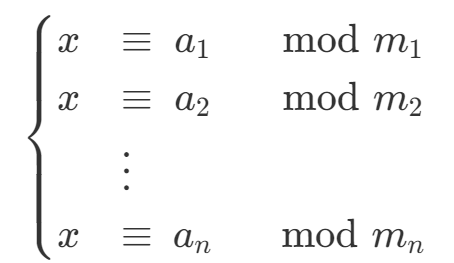 x ≡ a₁ mod m₁
x ≡ a₂ mod m₂
⋮
x ≡ aₙ mod mₙ